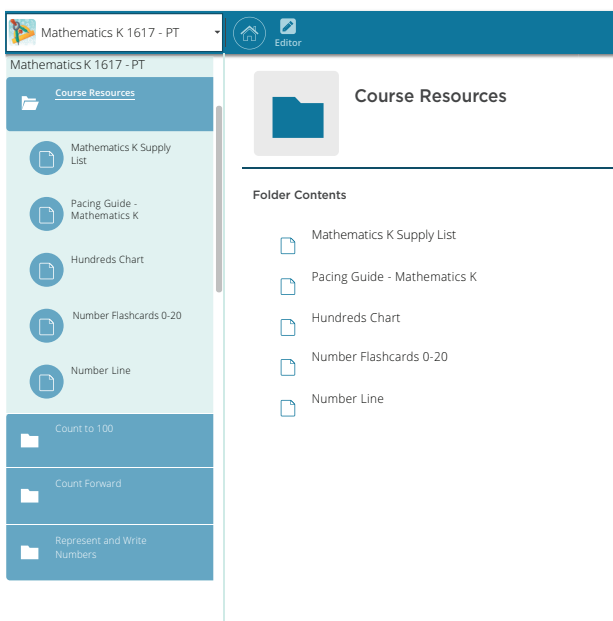 Mathematics K 1617 - PT
Editor
Mathematics K 1617 - PT
Course Resources
Mathematics K Supply
List
Pacing Guide -
Mathematics K
Hundreds Chart
Number Flashcards 0-20
Number Line
Count to 100
Count Forward
Represent and Write
Numbers
Course Resources
Folder Contents
Mathematics K Supply List
Pacing Guide - Mathematics K
Hundreds Chart
Number Flashcards 0-20
Number Line